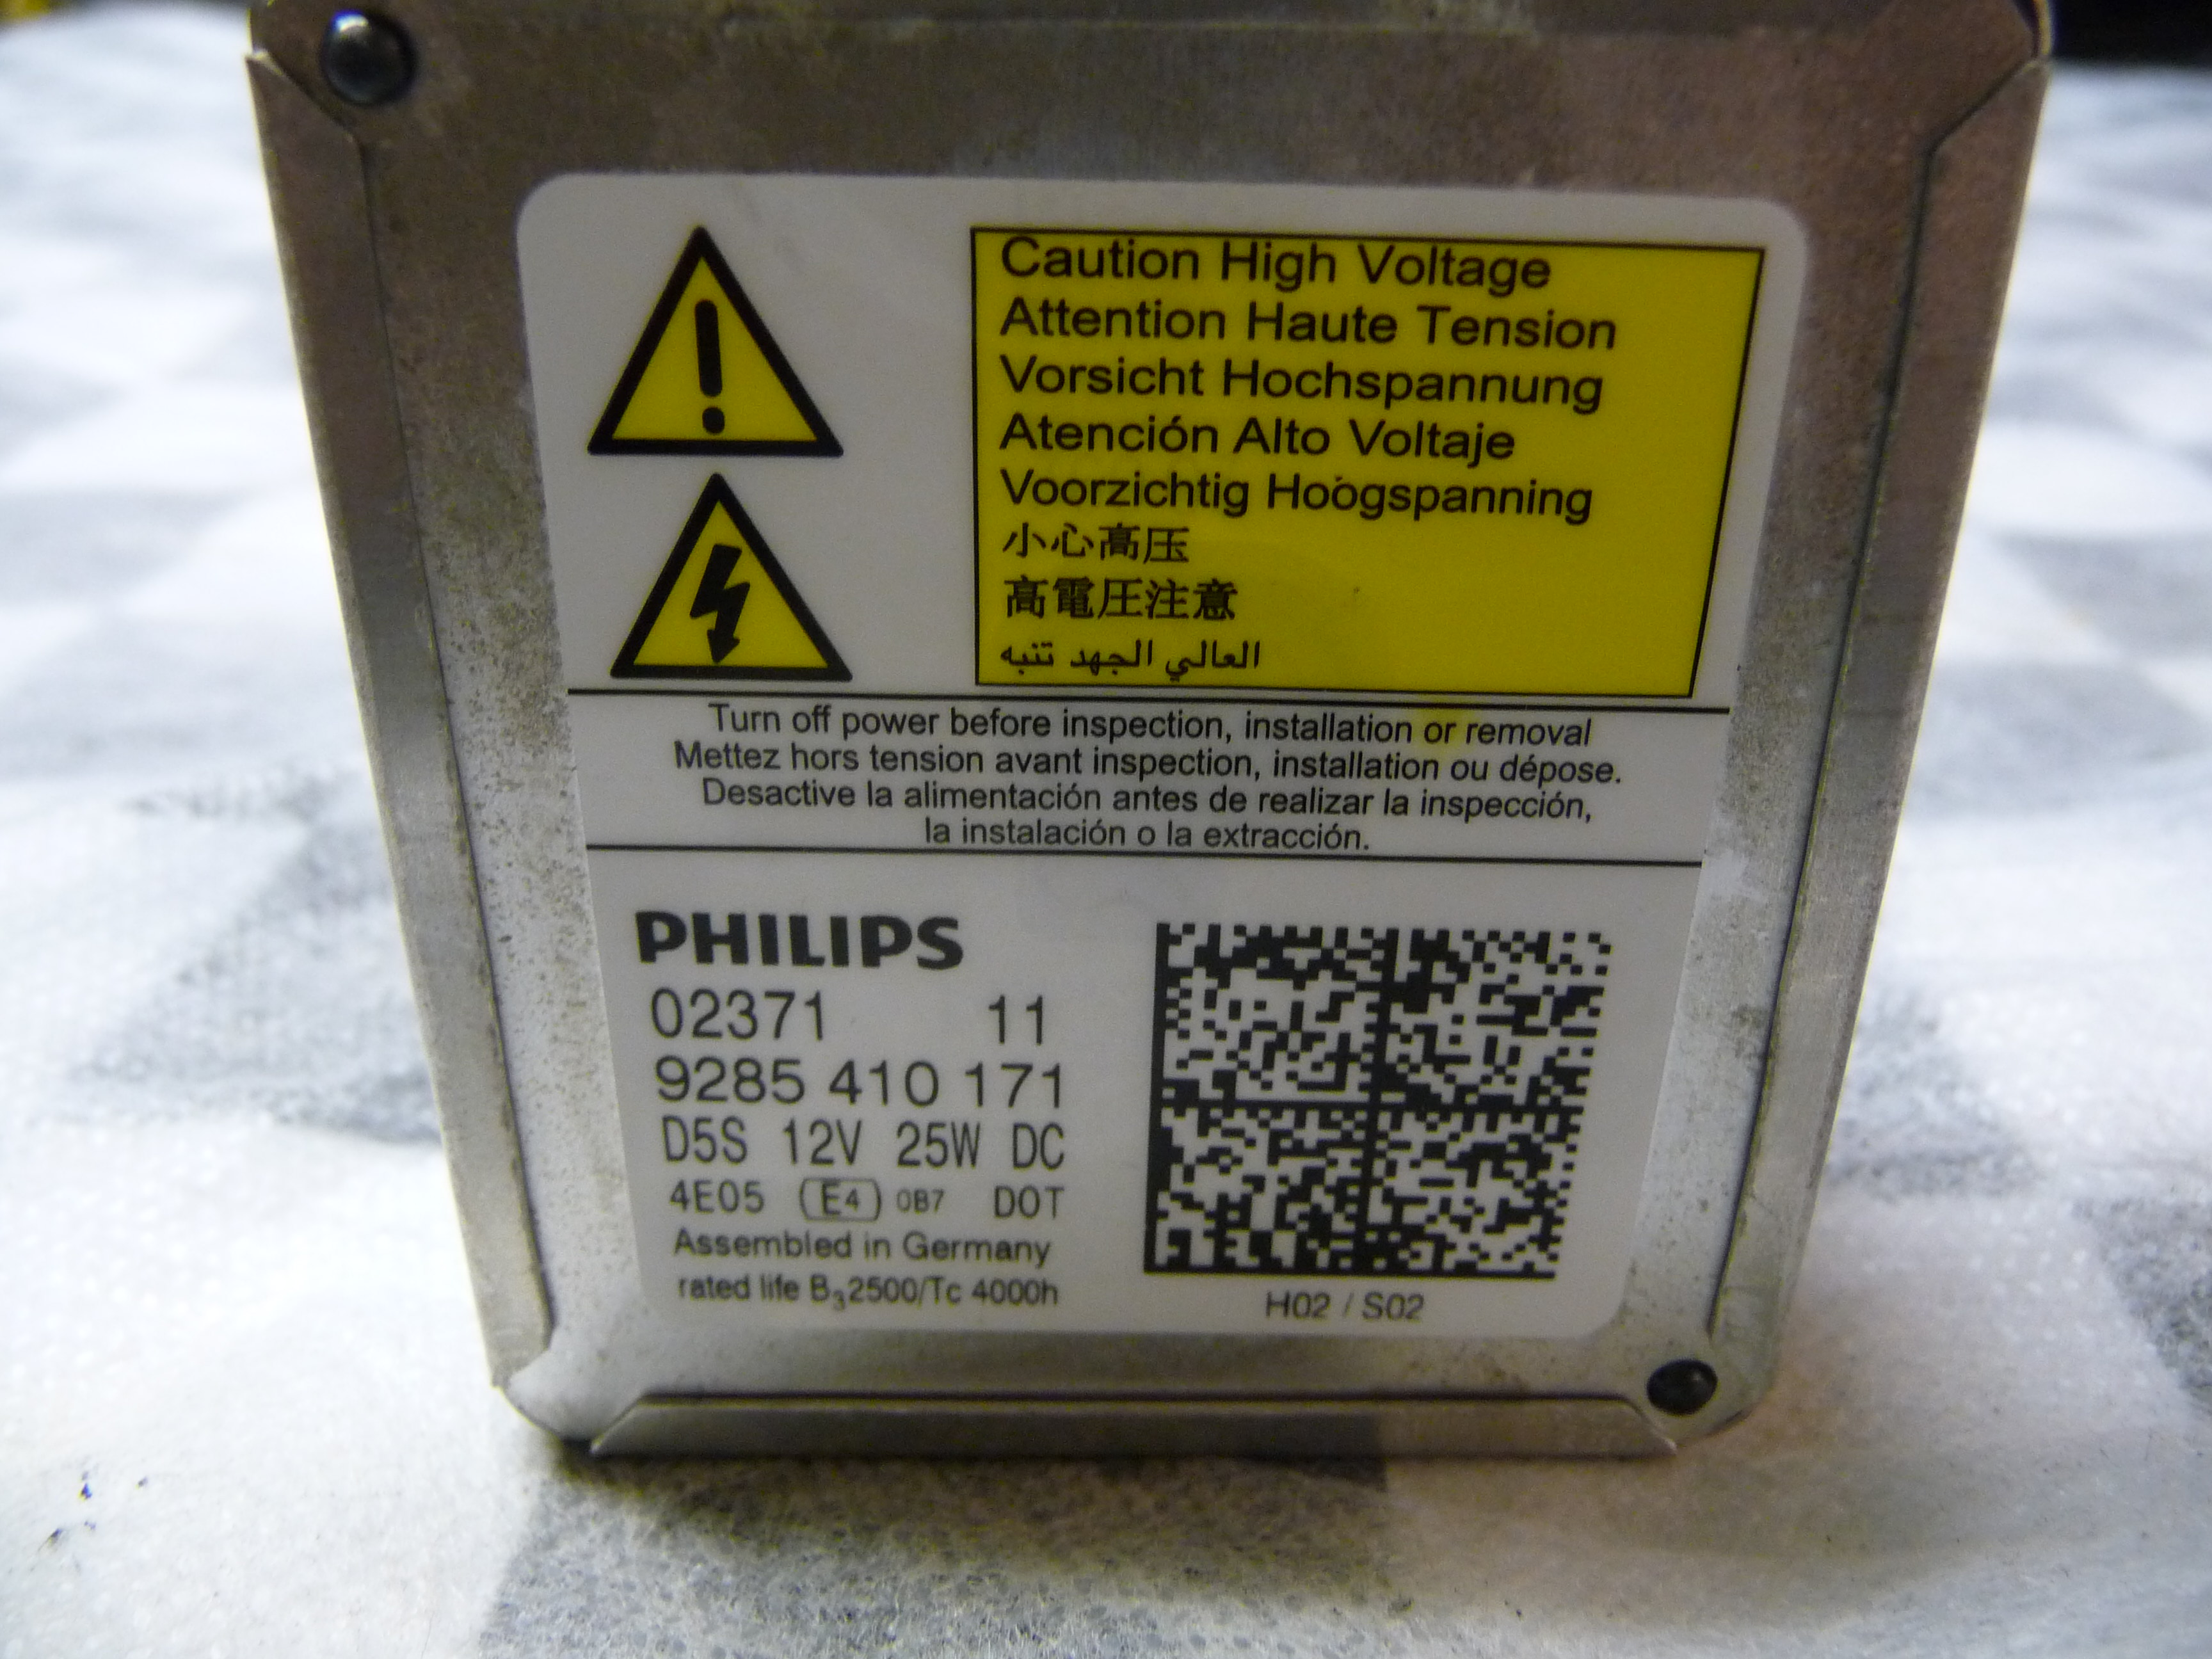 Caution High Voltage
Attention Haute Tension
Vorsicht Hochspannung
Atención Alto Voltaje
Voorzichtig Hoogspanning
小心高压
高電圧注意
العالي الجهد تنبه
Turn off power before inspection, installation or removal
Mettez hors tension avant inspection, installation ou dépose.
Desactive la alimentación antes de realizar la inspección,
la instalación o la extracción.
PHILIPS
02371 11
9285 410 171
D5S 12V 25W DC
4E05 E4 0B7 DOT
Assembled in Germany
rated life B₃2500/Tc 4000h
H02 / S02